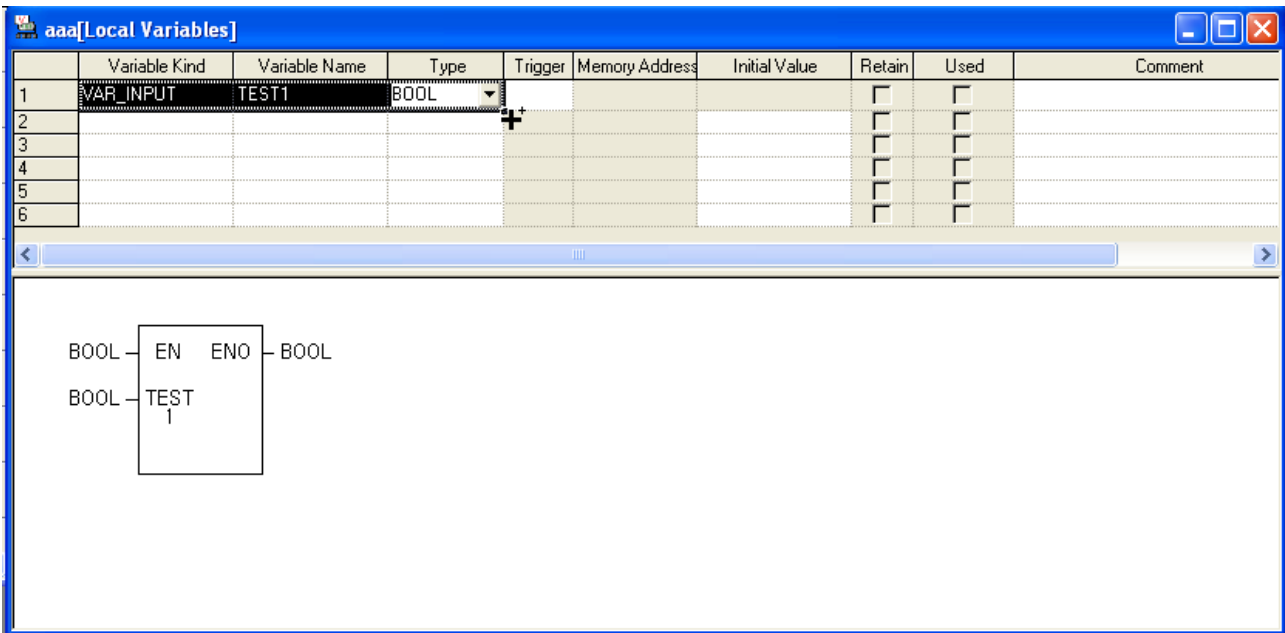 aaa[Local Variables]
Variable Kind Variable Name Type Trigger Memory Address Initial Value Retain Used Comment
1 VAR_INPUT TEST1 BOOL
2
3
4
5
6
BOOL EN ENO BOOL
BOOL TEST
1